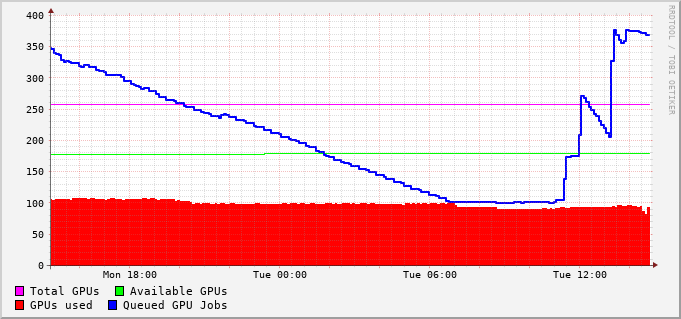 400
350
300
250
200
150
100
50
0
Mon 18:00 Tue 00:00 Tue 06:00 Tue 12:00
Total GPUs Available GPUs
GPUs used Queued GPU Jobs
RRDTOOL / TOBI OETIKER